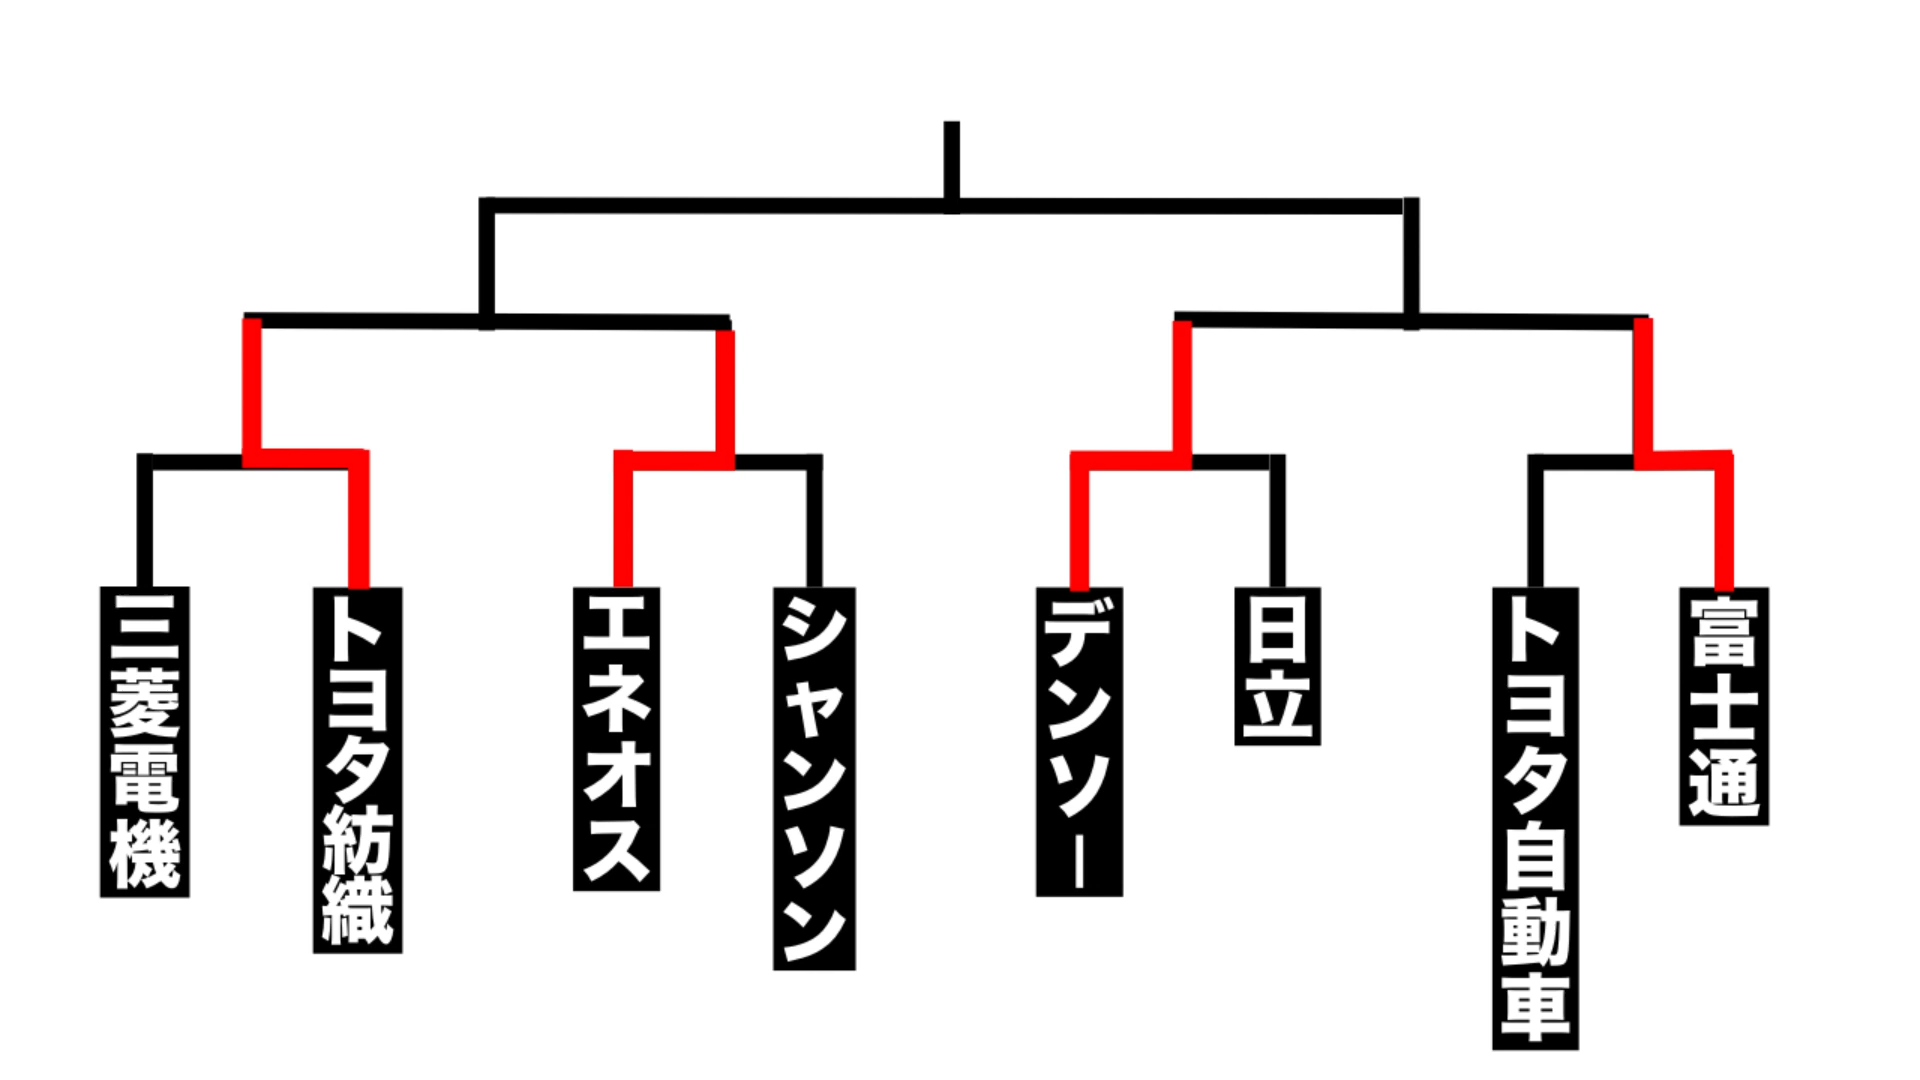 三菱電機
トヨタ紡織
エネオス
シャンソン
デンソー
日立
トヨタ自動車
富士通